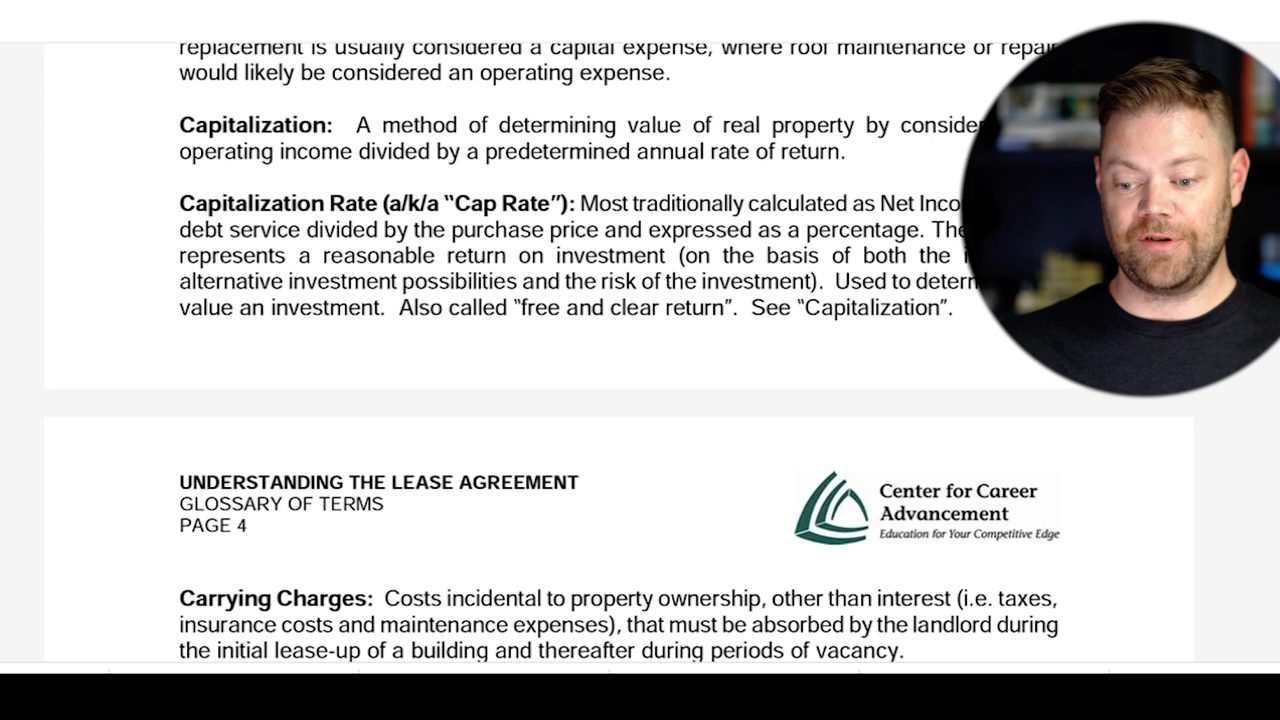 replacement is usually considered a capital expense, where roof maintenance or repair
would likely be considered an operating expense.
Capitalization: A method of determining value of real property by consider
operating income divided by a predetermined annual rate of return.
Capitalization Rate (a/k/a “Cap Rate”): Most traditionally calculated as Net Inco
debt service divided by the purchase price and expressed as a percentage. The
represents a reasonable return on investment (on the basis of both the
alternative investment possibilities and the risk of the investment). Used to determ
value an investment. Also called “free and clear return”. See “Capitalization”.
UNDERSTANDING THE LEASE AGREEMENT
GLOSSARY OF TERMS
PAGE 4
Center for Career
Advancement
Education for Your Competitive Edge
Carrying Charges: Costs incidental to property ownership, other than interest (i.e. taxes,
insurance costs and maintenance expenses), that must be absorbed by the landlord during
the initial lease-up of a building and thereafter during periods of vacancy.